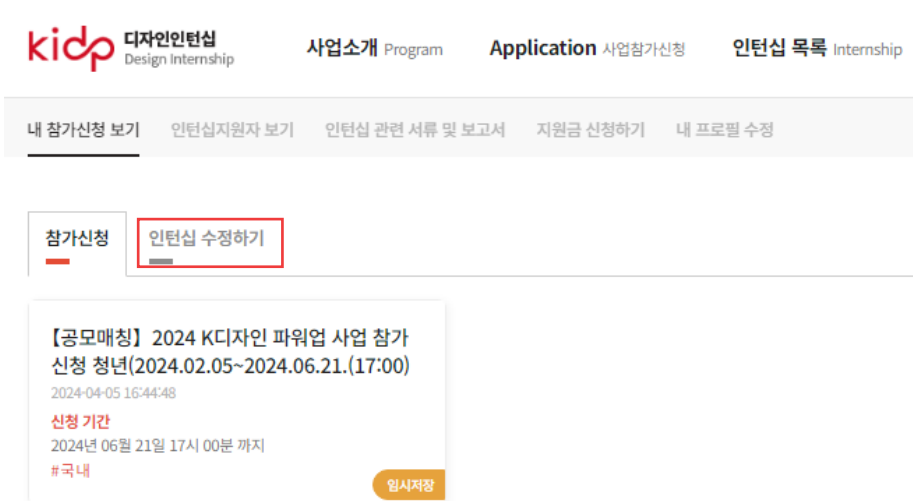 kidp 디자인인턴십
Design Internship
사업소개 Program Application 사업참가신청 인턴십 목록 Internship
내 참가신청 보기 인턴십지원자 보기 인턴십 관련 서류 및 보고서 지원금 신청하기 내 프로필 수정
참가신청 인턴십 수정하기
【공모매칭】 2024 K디자인 파워업 사업 참가
신청 청년(2024.02.05~2024.06.21.(17:00)
2024-04-05 16:44:48
신청 기간
2024년 06월 21일 17시 00분 까지
#국내
임시저장